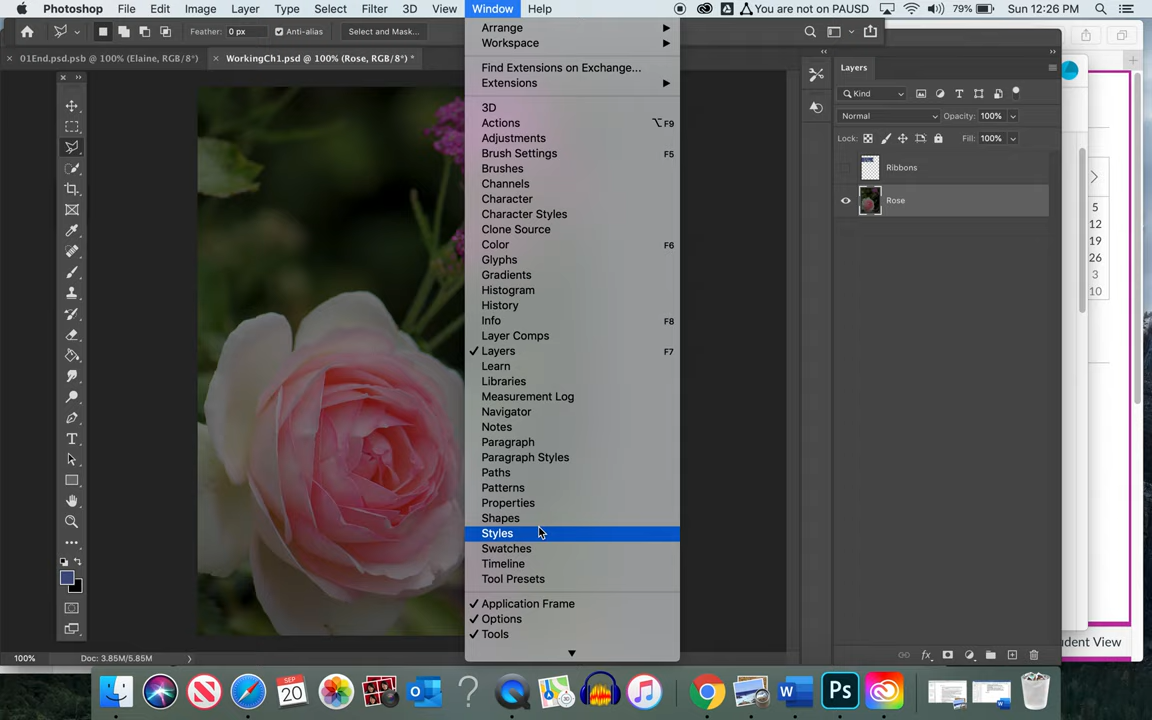 Photoshop File Edit Image Layer Type Select Filter 3D View Window Help You are not on PAUSD 79% Sun 12:26 PM
Feather: 0 px Anti-alias Select and Mask...
× 01End.psd.psb @ 100% (Elaine, RGB/8*) × WorkingCh1.psd @ 100% (Rose, RGB/8*) *
Arrange
Workspace
Find Extensions on Exchange...
Extensions
3D
Actions ⌥F9
Adjustments
Brush Settings F5
Brushes
Channels
Character
Character Styles
Clone Source
Color F6
Glyphs
Gradients
Histogram
History
Info F8
Layer Comps
✓ Layers F7
Learn
Libraries
Measurement Log
Navigator
Notes
Paragraph
Paragraph Styles
Paths
Patterns
Properties
Shapes
Styles
Swatches
Timeline
Tool Presets
✓ Application Frame
✓ Options
✓ Tools
Layers
Kind
Normal Opacity: 100%
Lock: Fill: 100%
Ribbons
Rose
5
12
19
26
3
10
udent View
100% Doc: 3.85M/5.85M
SEP
20
W
Ps